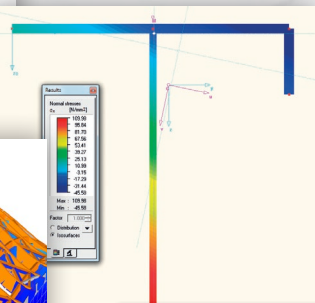 Results
Normal stresses
σx [N/mm2]
109.98
95.84
81.70
67.56
53.41
39.27
25.13
10.99
-3.15
-17.29
-31.44
-45.58
Max : 109.98
Min : -45.58
Factor 1.000
Distribution
Isosurfaces